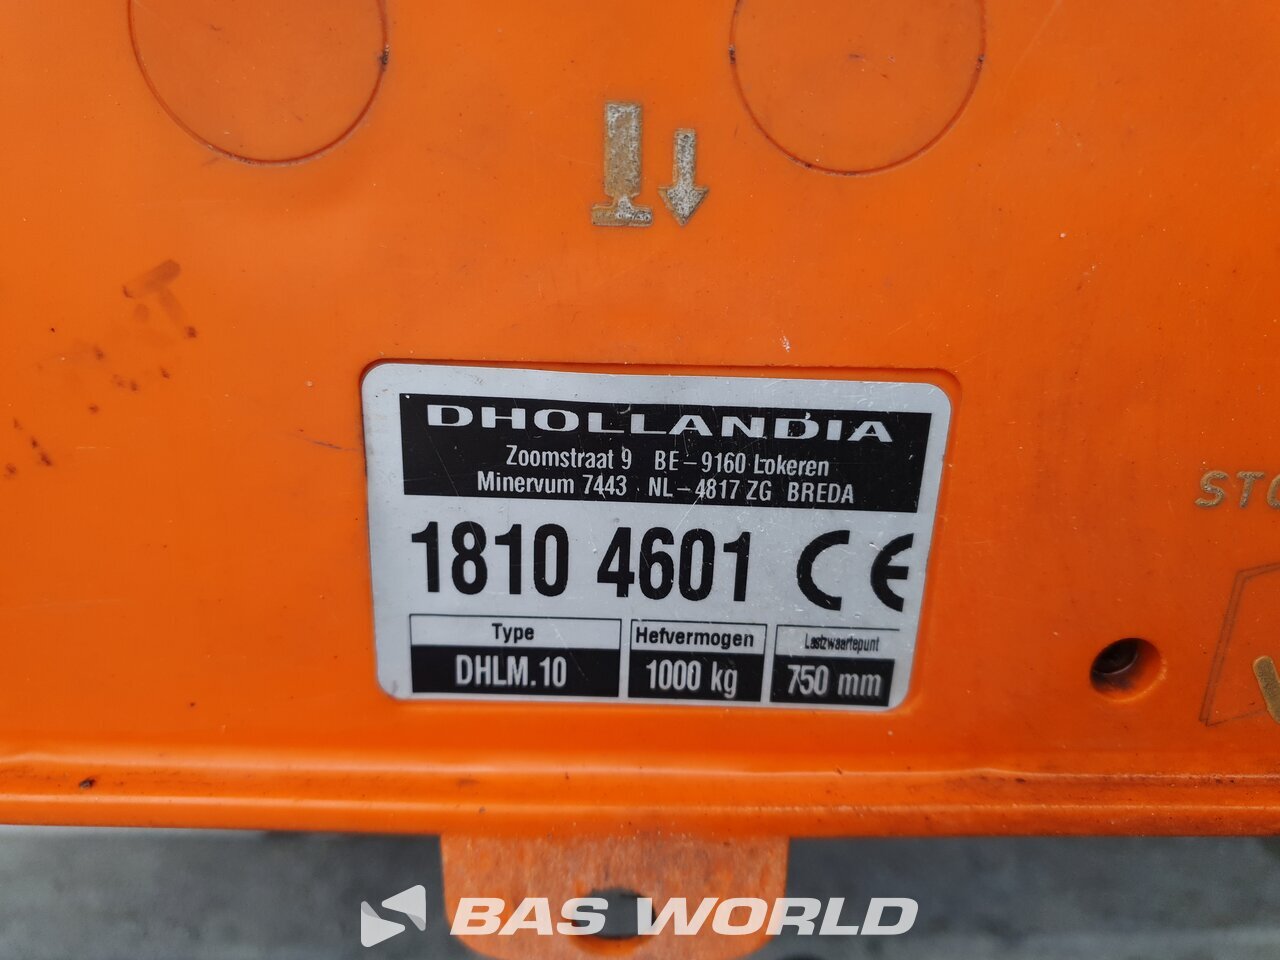 DHOLLANDIA
Zoomstraat 9 BE-9160 Lokeren
Minervum 7443 NL-4817 ZG BREDA
1810 4601 CE
Type
DHLM.10
Hefvermogen
1000 kg
Lastzwaartepunt
750 mm
BAS WORLD